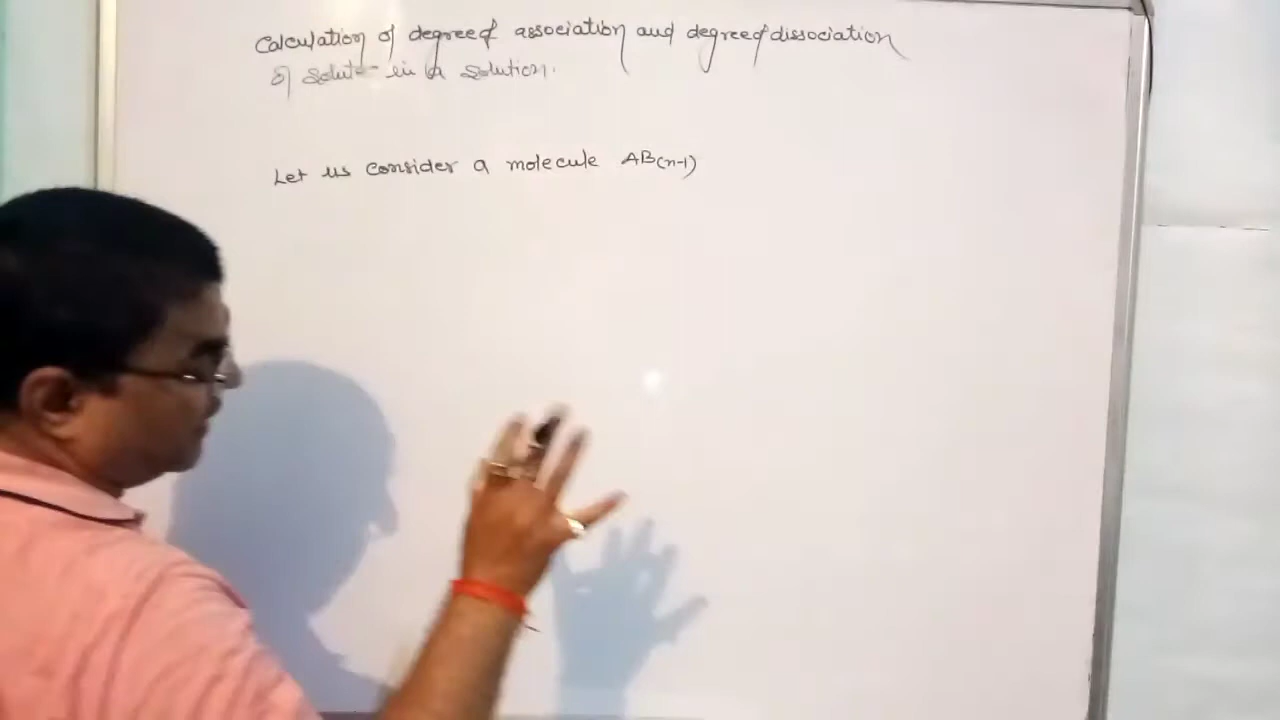 Calculation of degree of association and degree of dissociation
of solute in a solution.
Let us consider a molecule AB(n-1)